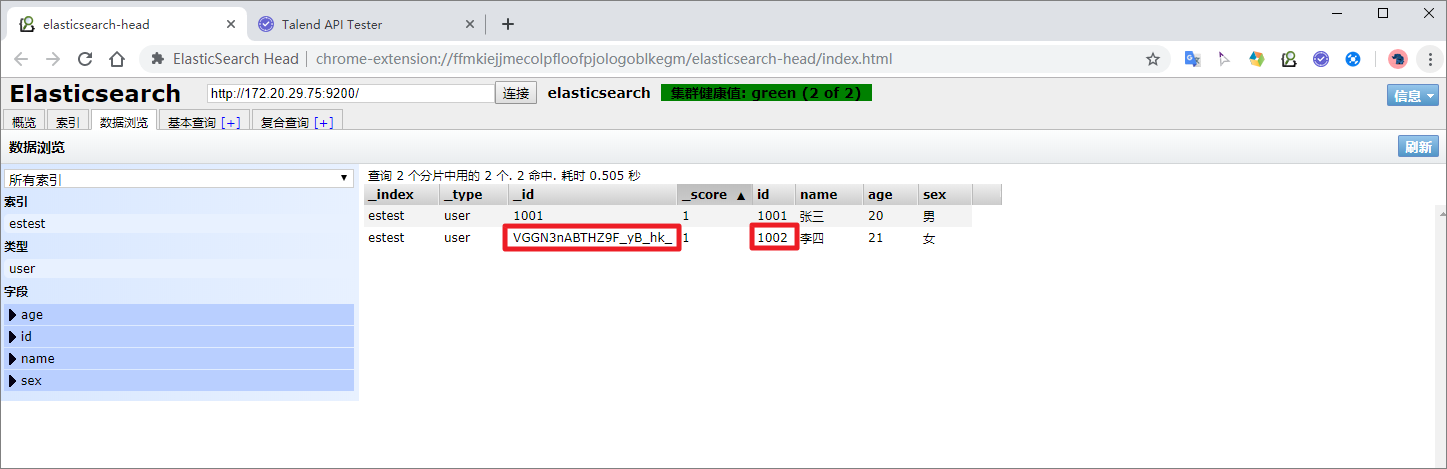 elasticsearch-head
Talend API Tester
ElasticSearch Head | chrome-extension://ffmkiejjmecolpfloofpjologoblkegm/elasticsearch-head/index.html
Elasticsearch http://172.20.29.75:9200/ 连接 elasticsearch 集群健康值: green (2 of 2) 信息
概览 索引 数据浏览 基本查询 [+] 复合查询 [+]
数据浏览 刷新
所有索引
索引
estest
类型
user
字段
age
id
name
sex
查询 2 个分片中用的 2 个. 2 命中. 耗时 0.505 秒
_index _type _id _score ▲ id name age sex
estest user 1001 1 1001 张三 20 男
estest user VGGN3nABTHZ9F_yB_hk_ 1 1002 李四 21 女